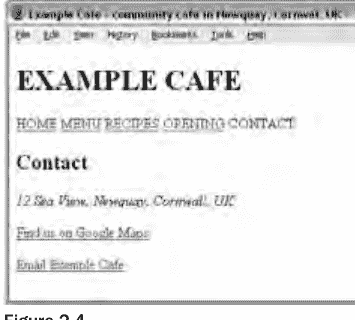 Example Cafe - community cafe in Newquay, Cornwall, UK
File Edit View History Bookmarks Tools Help
EXAMPLE CAFE
HOME MENU RECIPES OPENING CONTACT
Contact
12 Sea View, Newquay, Cornwall, UK
Find us on Google Maps
Email Example Cafe
Figure 2-4